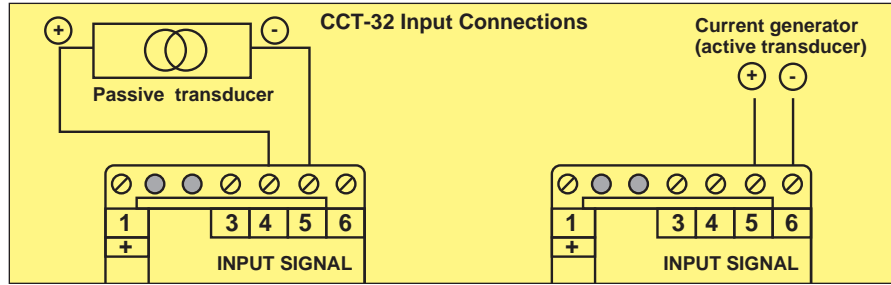 CCT-32 Input Connections
+ -
Passive transducer
Current generator
(active transducer)
+ -
1 3 4 5 6
+
INPUT SIGNAL
1 3 4 5 6
+
INPUT SIGNAL